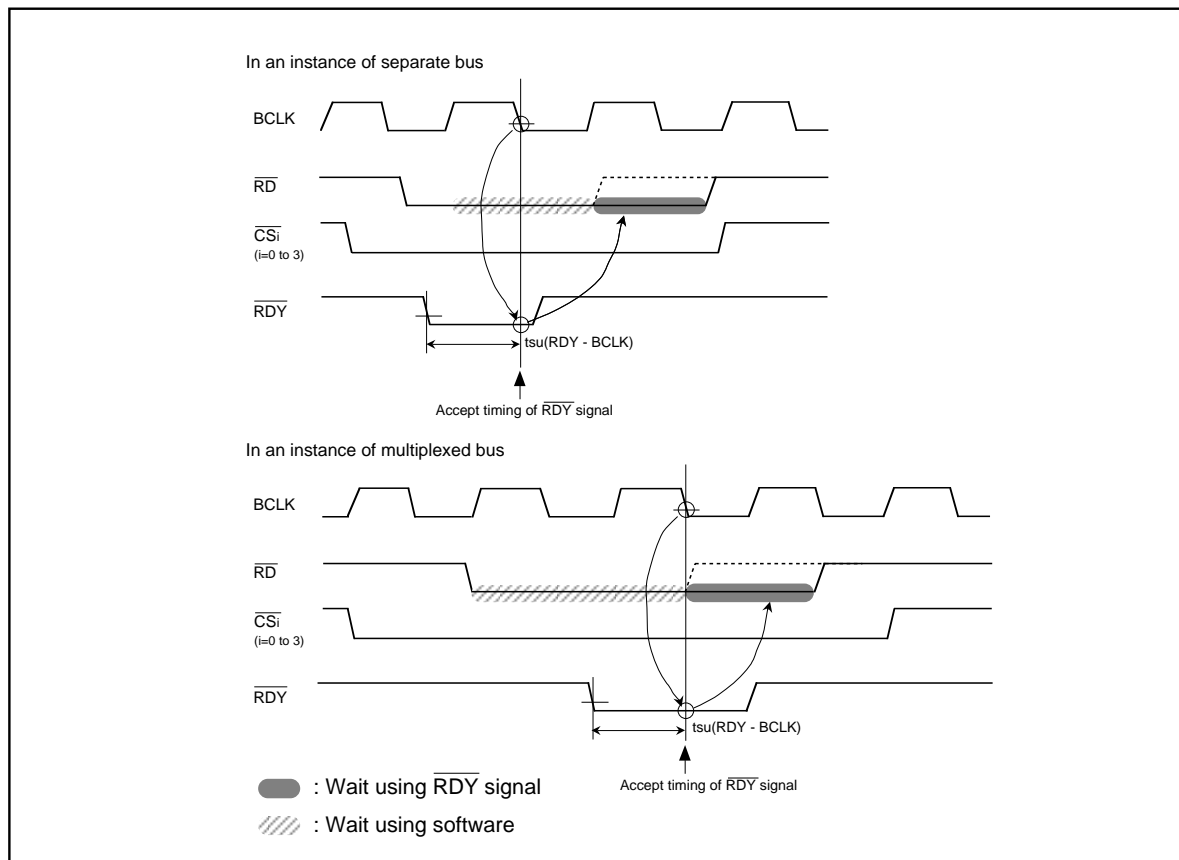 In an instance of separate bus
BCLK
RD
CSi
(i=0 to 3)
RDY
tsu(RDY - BCLK)
Accept timing of RDY signal
In an instance of multiplexed bus
BCLK
RD
CSi
(i=0 to 3)
RDY
tsu(RDY - BCLK)
Accept timing of RDY signal
: Wait using RDY signal
: Wait using software